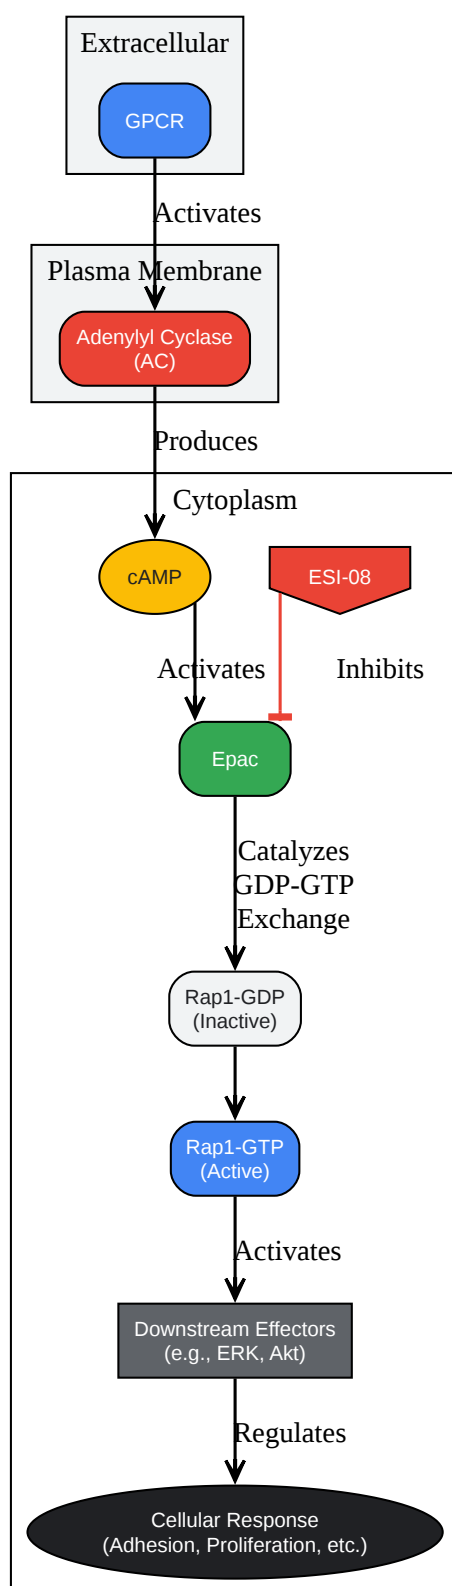 Extracellular
GPCR
Activates
Plasma Membrane
Adenylyl Cyclase
(AC)
Produces
Cytoplasm
cAMP
ESI-08
Activates
Inhibits
Epac
Catalyzes
GDP-GTP
Exchange
Rap1-GDP
(Inactive)
Rap1-GTP
(Active)
Activates
Downstream Effectors
(e.g., ERK, Akt)
Regulates
Cellular Response
(Adhesion, Proliferation, etc.)